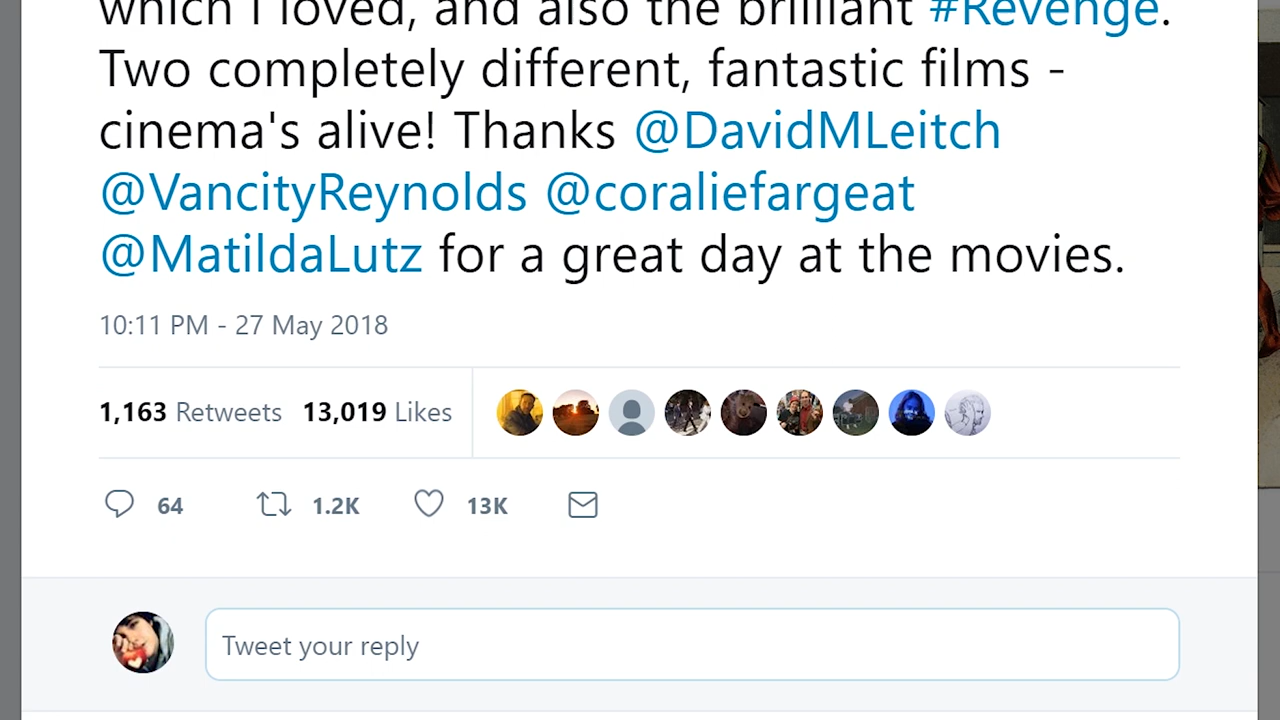 which I loved, and also the brilliant #Revenge.
Two completely different, fantastic films -
cinema's alive! Thanks @DavidMLeitch
@VancityReynolds @coraliefargeat
@MatildaLutz for a great day at the movies.
10:11 PM - 27 May 2018
1,163 Retweets 13,019 Likes
64 1.2K 13K
Tweet your reply